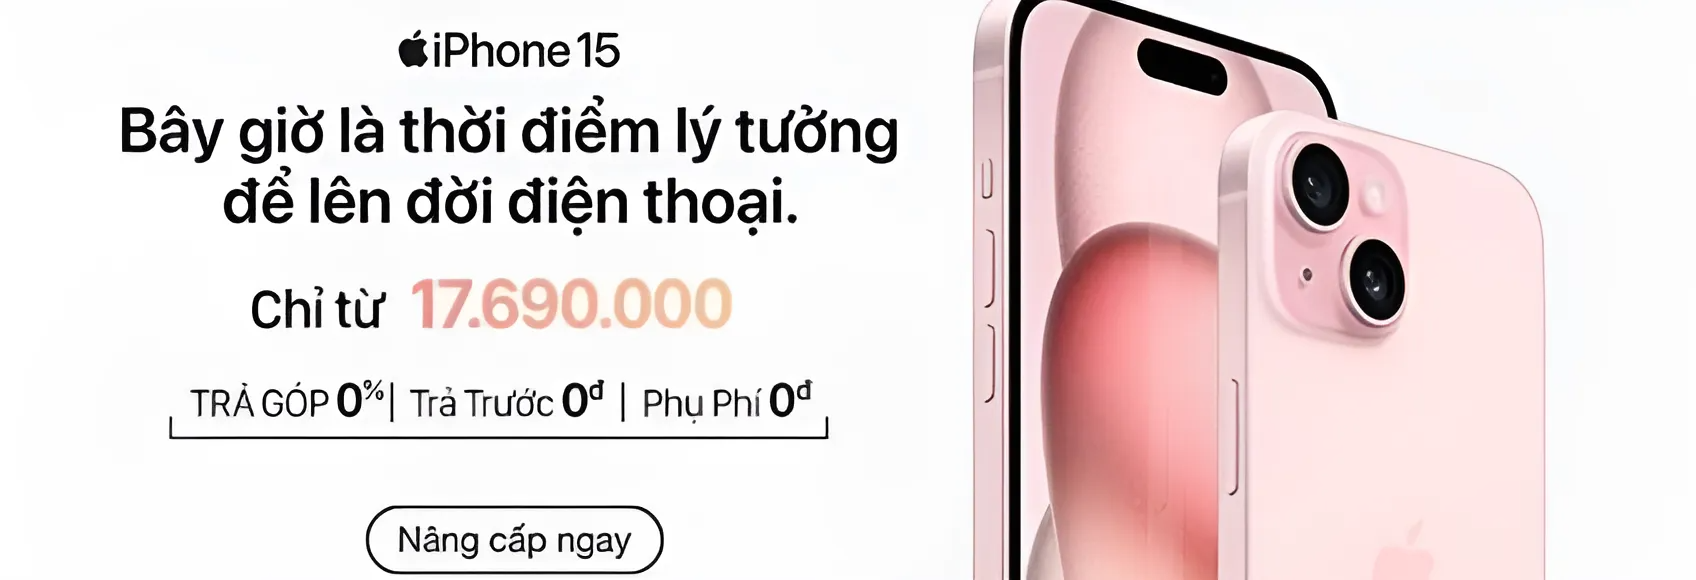 iPhone 15
Bây giờ là thời điểm lý tưởng
để lên đời điện thoại.
Chỉ từ 17.690.000
TRẢ GÓP 0% | Trả Trước 0đ | Phụ Phí 0đ
Nâng cấp ngay